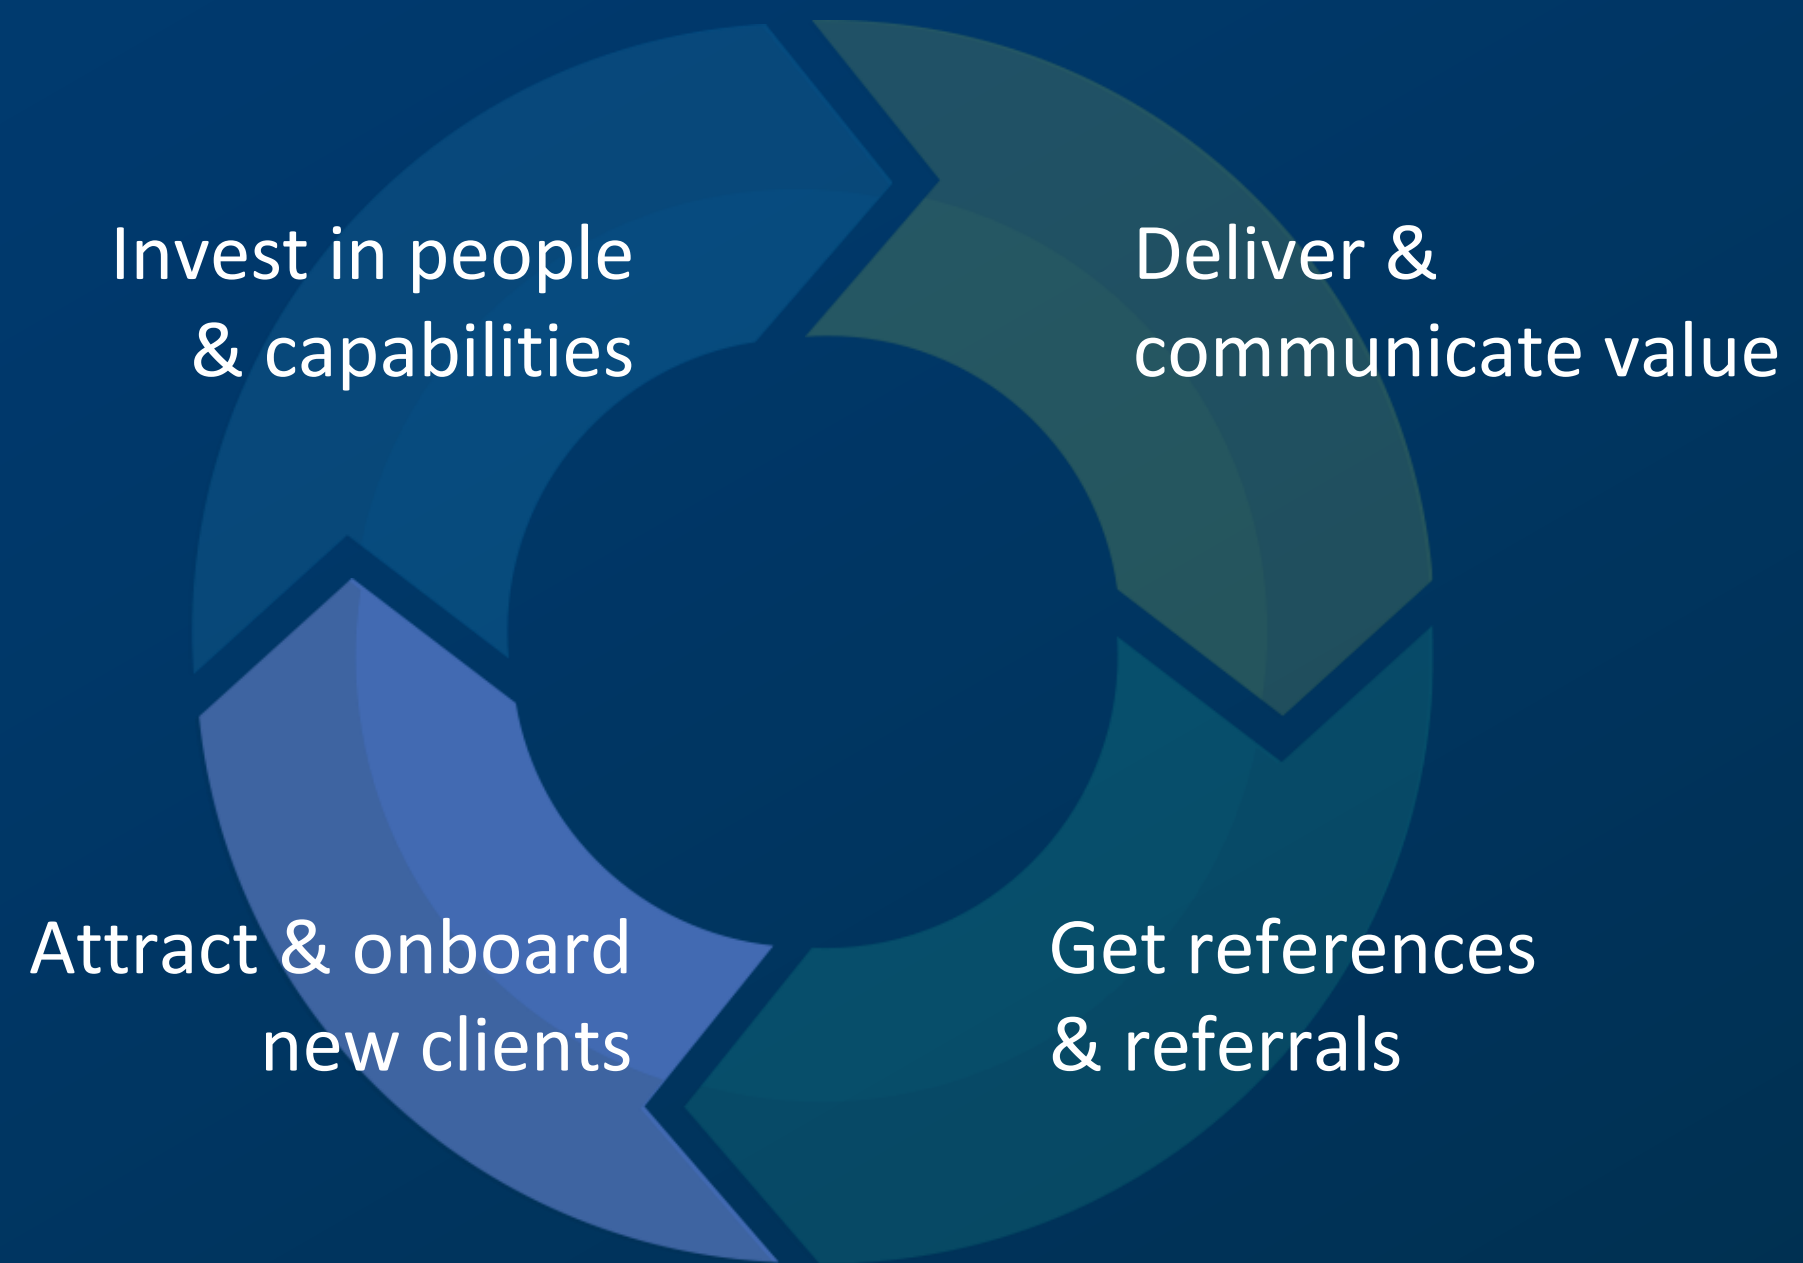 Invest in people
& capabilities
Deliver &
communicate value
Attract & onboard
new clients
Get references
& referrals